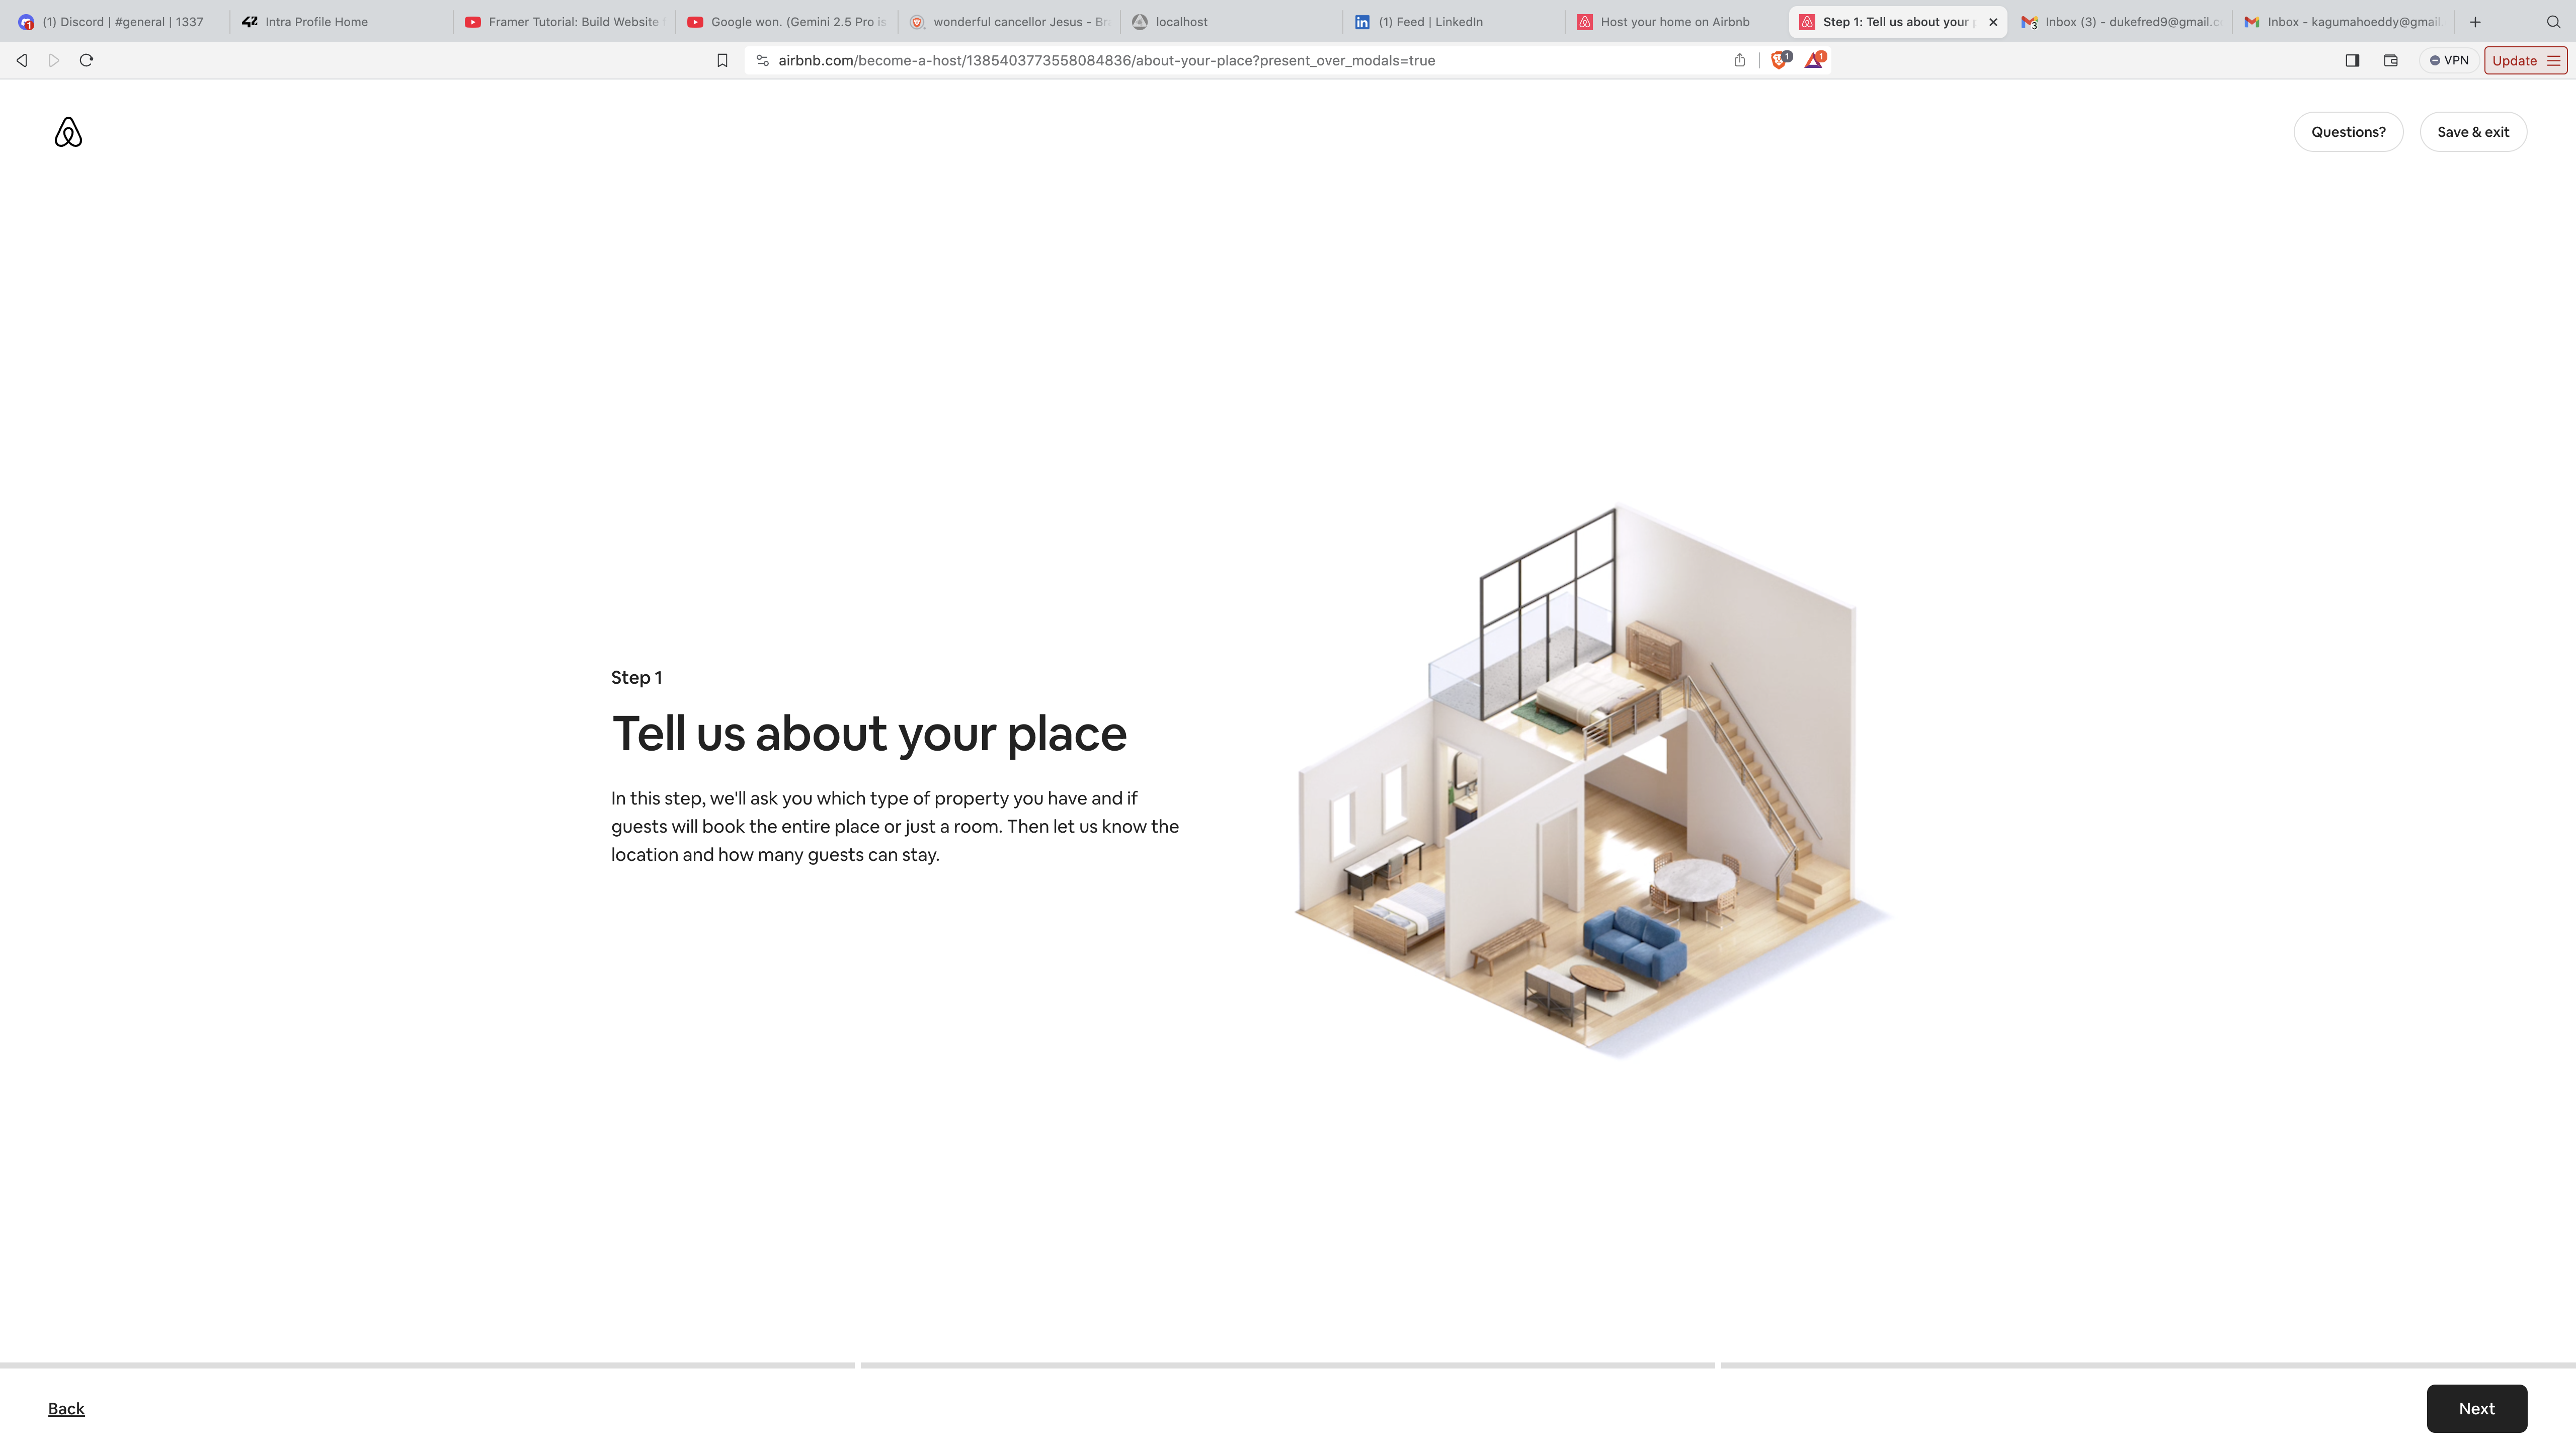 (1) Discord | #general | 1337
Intra Profile Home
Framer Tutorial: Build Website
Google won. (Gemini 2.5 Pro is
wonderful cancellor Jesus - Br
localhost
(1) Feed | LinkedIn
Host your home on Airbnb
Step 1: Tell us about your
Inbox (3) - dukefred9@gmail.c
Inbox - kagumahoeddy@gmail.
airbnb.com/become-a-host/1385403773558084836/about-your-place?present_over_modals=true
1
1
VPN
Update
Questions?
Save & exit
Step 1
Tell us about your place
In this step, we'll ask you which type of property you have and if
guests will book the entire place or just a room. Then let us know the
location and how many guests can stay.
Back
Next